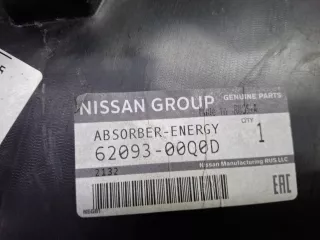 NISSAN GROUP GENUINE PARTS
ABSORBER-ENERGY QTY
62093-00Q0D 1
2132 Nissan Manufacturing RUS LLC
EAC